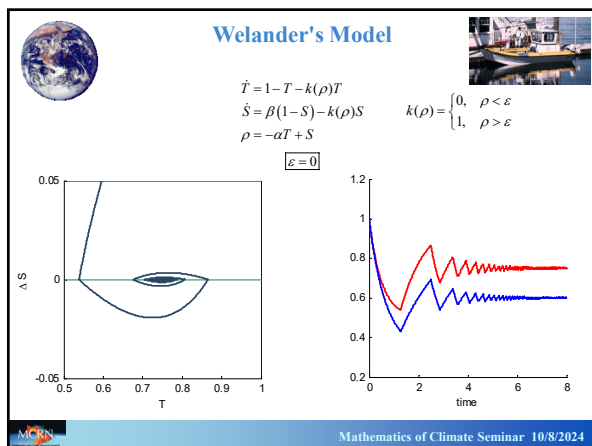 Welander's Model
Ṫ = 1 − T − k(ρ)T
Ṡ = β(1 − S) − k(ρ)S
ρ = −αT + S
k(ρ) = {0, ρ < ε
1, ρ > ε
ε = 0
0.05
0
-0.05
Δ S
0.5 0.6 0.7 0.8 0.9 1
T
1.2
1
0.8
0.6
0.4
0.2
0 2 4 6 8
time
MCRN
Mathematics of Climate Seminar 10/8/2024